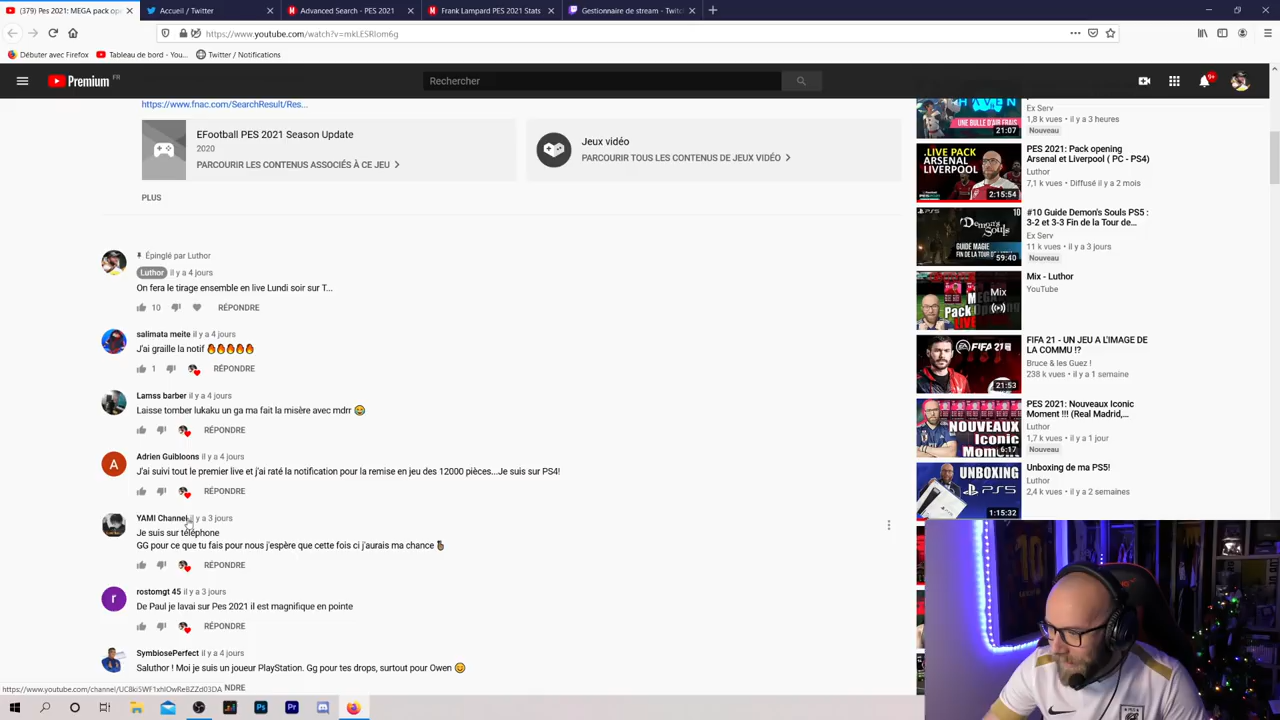 (379) Pes 2021: MEGA pack op
Accueil / Twitter
Advanced Search - PES 2021
Frank Lampard PES 2021 Stats
Gestionnaire de stream - Twitc
https://www.youtube.com/watch?v=mkLESRIom6g
Débuter avec Firefox
Tableau de bord - You...
Twitter / Notifications
Premium
FR
Rechercher
9+
https://www.fnac.com/SearchResult/Res...
EFootball PES 2021 Season Update
2020
PARCOURIR LES CONTENUS ASSOCIÉS À CE JEU
Jeux vidéo
PARCOURIR TOUS LES CONTENUS DE JEUX VIDÉO
PLUS
Épinglé par Luthor
Luthor il y a 4 jours
On fera le tirage ensemble en live Lundi soir sur T...
10 RÉPONDRE
salimata meite il y a 4 jours
J'ai graille la notif 🔥🔥🔥🔥🔥
1 RÉPONDRE
Lamss barber il y a 4 jours
Laisse tomber lukaku un ga ma fait la misère avec mdrr 😂
RÉPONDRE
A
Adrien Guibloons il y a 4 jours
J'ai suivi tout le premier live et j'ai raté la notification pour la remise en jeu des 12000 pièces...Je suis sur PS4!
RÉPONDRE
YAMI Channel il y a 3 jours
Je suis sur téléphone
GG pour ce que tu fais pour nous j'espère que cette fois ci j'aurais ma chance
RÉPONDRE
r
rostomgt 45 il y a 3 jours
De Paul je lavai sur Pes 2021 il est magnifique en pointe
RÉPONDRE
SymbiosePerfect il y a 4 jours
Saluthor ! Moi je suis un joueur PlayStation. Gg pour tes drops, surtout pour Owen
NDRE
HAVEN
UNE BULLE D'AIR FRAIS
21:07
Ex Serv
1,8 k vues • il y a 3 heures
Nouveau
LIVE PACK
ARSENAL
LIVERPOOL
2:15:54
PES 2021: Pack opening
Arsenal et Liverpool ( PC - PS4)
Luthor
7,1 k vues • Diffusé il y a 2 mois
PS5
10
Demon's Souls
GUIDE MAGIE
FIN DE LA TOUR DE
59:40
#10 Guide Demon's Souls PS5 :
3-2 et 3-3 Fin de la Tour de...
Ex Serv
11 k vues • il y a 3 jours
Nouveau
Mix
Mix - Luthor
YouTube
FIFA 21
21:53
FIFA 21 - UN JEU A L'IMAGE DE
LA COMMU !?
Bruce & les Guez !
238 k vues • il y a 1 semaine
NOUVEAUX
Iconic
Moment
6:17
PES 2021: Nouveaux Iconic
Moment !!! (Real Madrid,...
Luthor
1,7 k vues • il y a 1 jour
Nouveau
UNBOXING
PS5
1:15:32
Unboxing de ma PS5!
Luthor
2,4 k vues • il y a 2 semaines